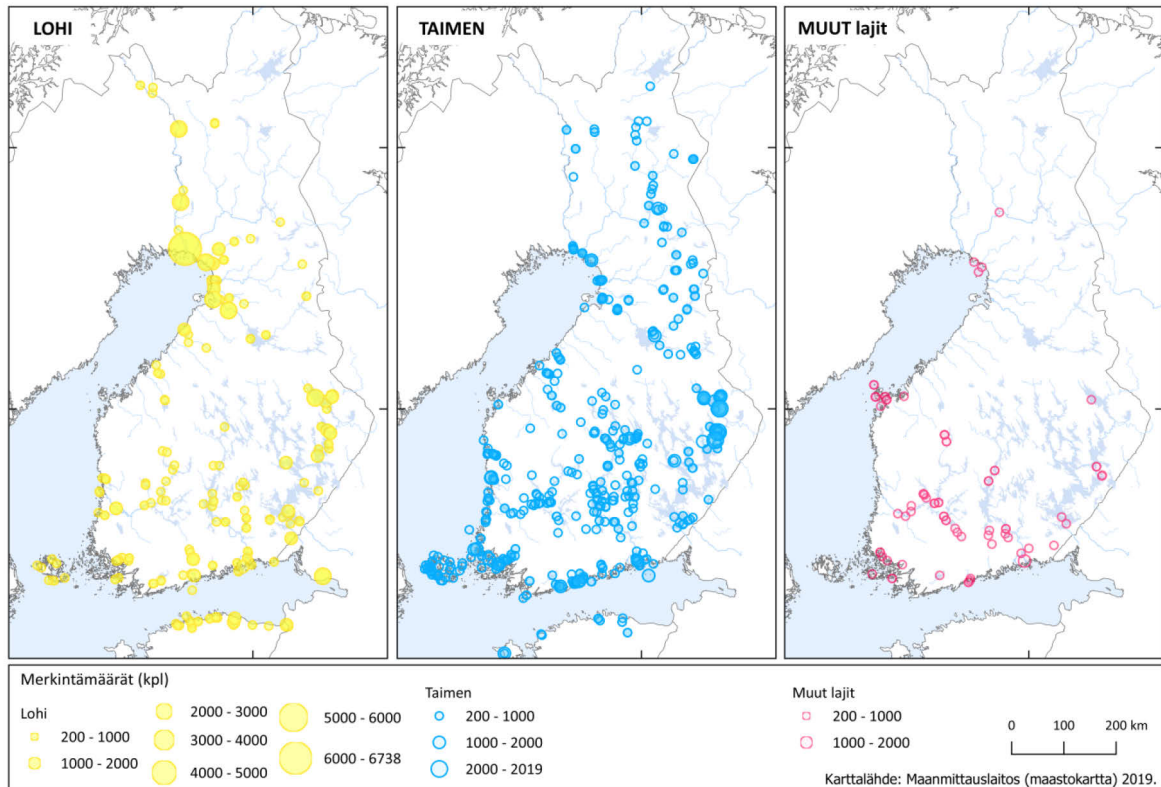 LOHI
TAIMEN
MUUT lajit
Merkintämäärät (kpl)
Lohi
200 - 1000
1000 - 2000
2000 - 3000
3000 - 4000
4000 - 5000
5000 - 6000
6000 - 6738
Taimen
200 - 1000
1000 - 2000
2000 - 2019
Muut lajit
200 - 1000
1000 - 2000
0 100 200 km
Karttalähde: Maanmittauslaitos (maastokartta) 2019.